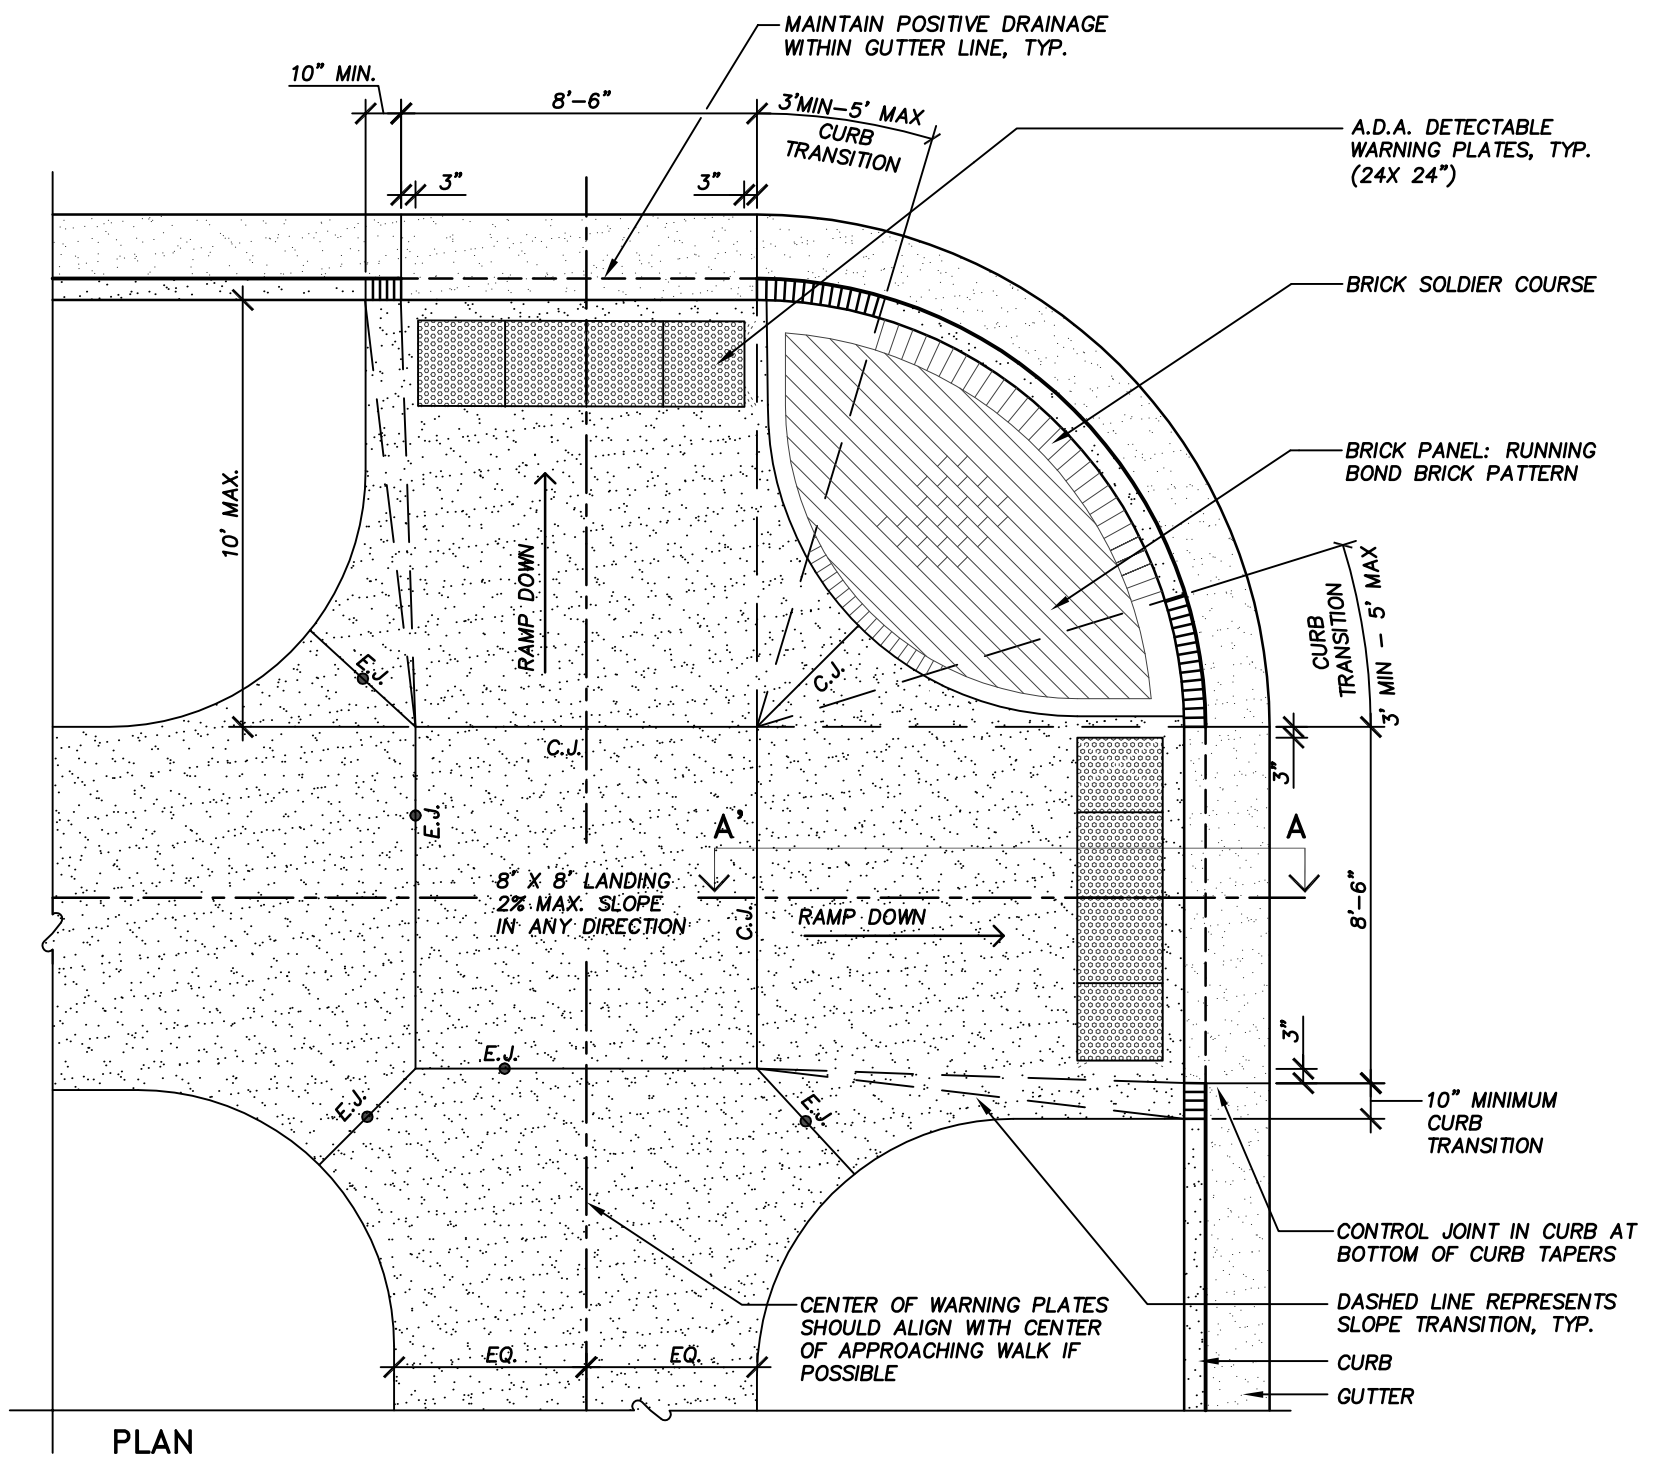 MAINTAIN POSITIVE DRAINAGE
WITHIN GUTTER LINE, TYP.
10" MIN.
8'-6"
3'MIN-5' MAX
CURB
TRANSITION
3"
3"
A.D.A. DETECTABLE
WARNING PLATES, TYP.
(24X 24")
BRICK SOLDIER COURSE
BRICK PANEL: RUNNING
BOND BRICK PATTERN
10' MAX.
RAMP DOWN
CURB
TRANSITION
3' MIN - 5' MAX
E.J.
C.J.
C.J.
3"
E.J.
A'
A
8" X 8' LANDING
2% MAX. SLOPE
IN ANY DIRECTION
C.J.
RAMP DOWN
8'-6"
3"
E.J.
E.J.
E.J.
10" MINIMUM
CURB
TRANSITION
CONTROL JOINT IN CURB AT
BOTTOM OF CURB TAPERS
CENTER OF WARNING PLATES
SHOULD ALIGN WITH CENTER
OF APPROACHING WALK IF
POSSIBLE
DASHED LINE REPRESENTS
SLOPE TRANSITION, TYP.
EQ.
EQ.
CURB
GUTTER
PLAN